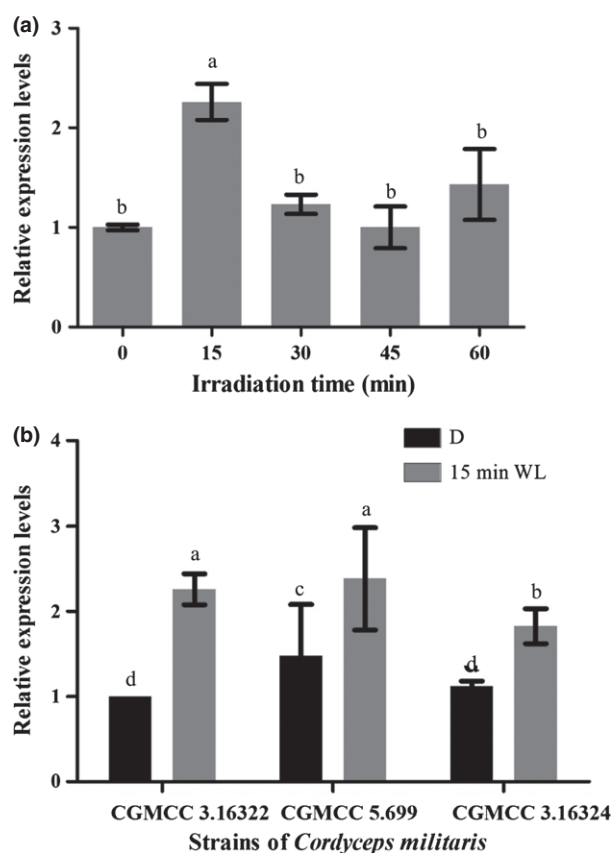 (a)
Relative expression levels
3
2
1
0
b
a
b
b
b
0 15 30 45 60
Irradiation time (min)
(b)
Relative expression levels
4
3
2
1
0
D
15 min WL
d
a
c
a
d
b
CGMCC 3.16322 CGMCC 5.699 CGMCC 3.16324
Strains of Cordyceps militaris